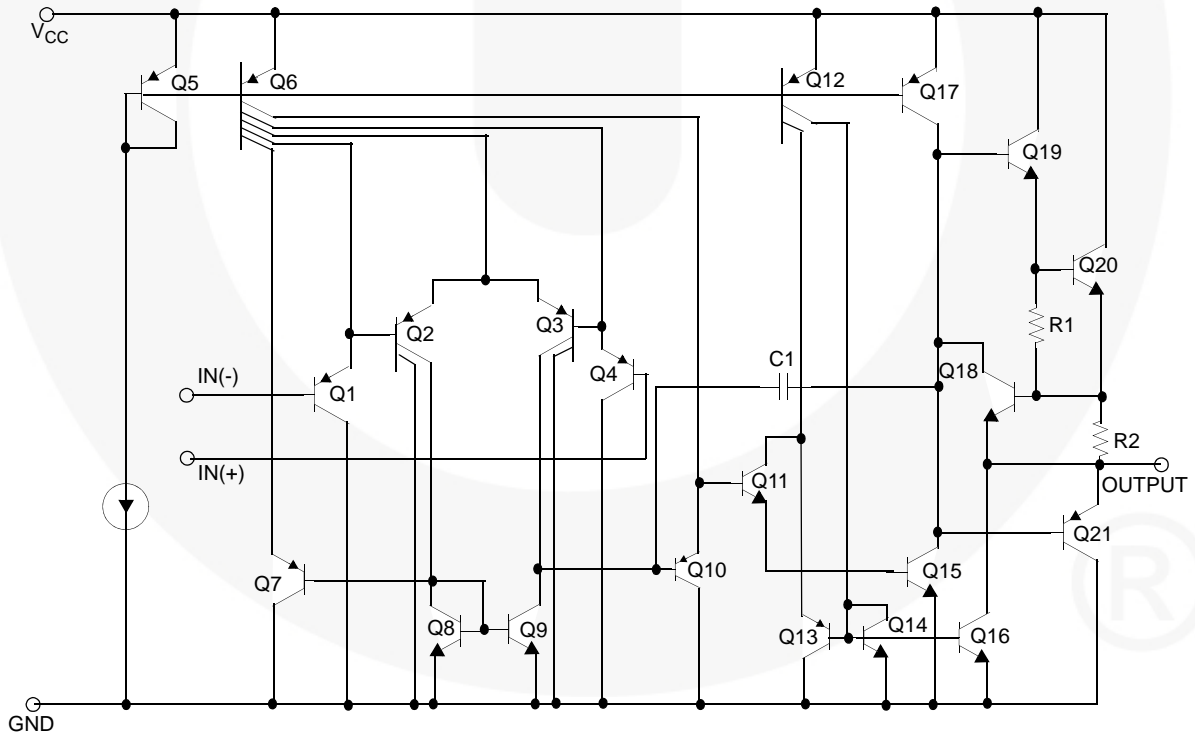 VCC
Q5
Q6
Q12
Q17
Q19
Q20
Q2
Q3
R1
C1
Q18
Q1
Q4
IN(-)
R2
IN(+)
Q11
OUTPUT
Q21
Q7
Q10
Q15
Q8
Q9
Q13
Q14
Q16
GND
®